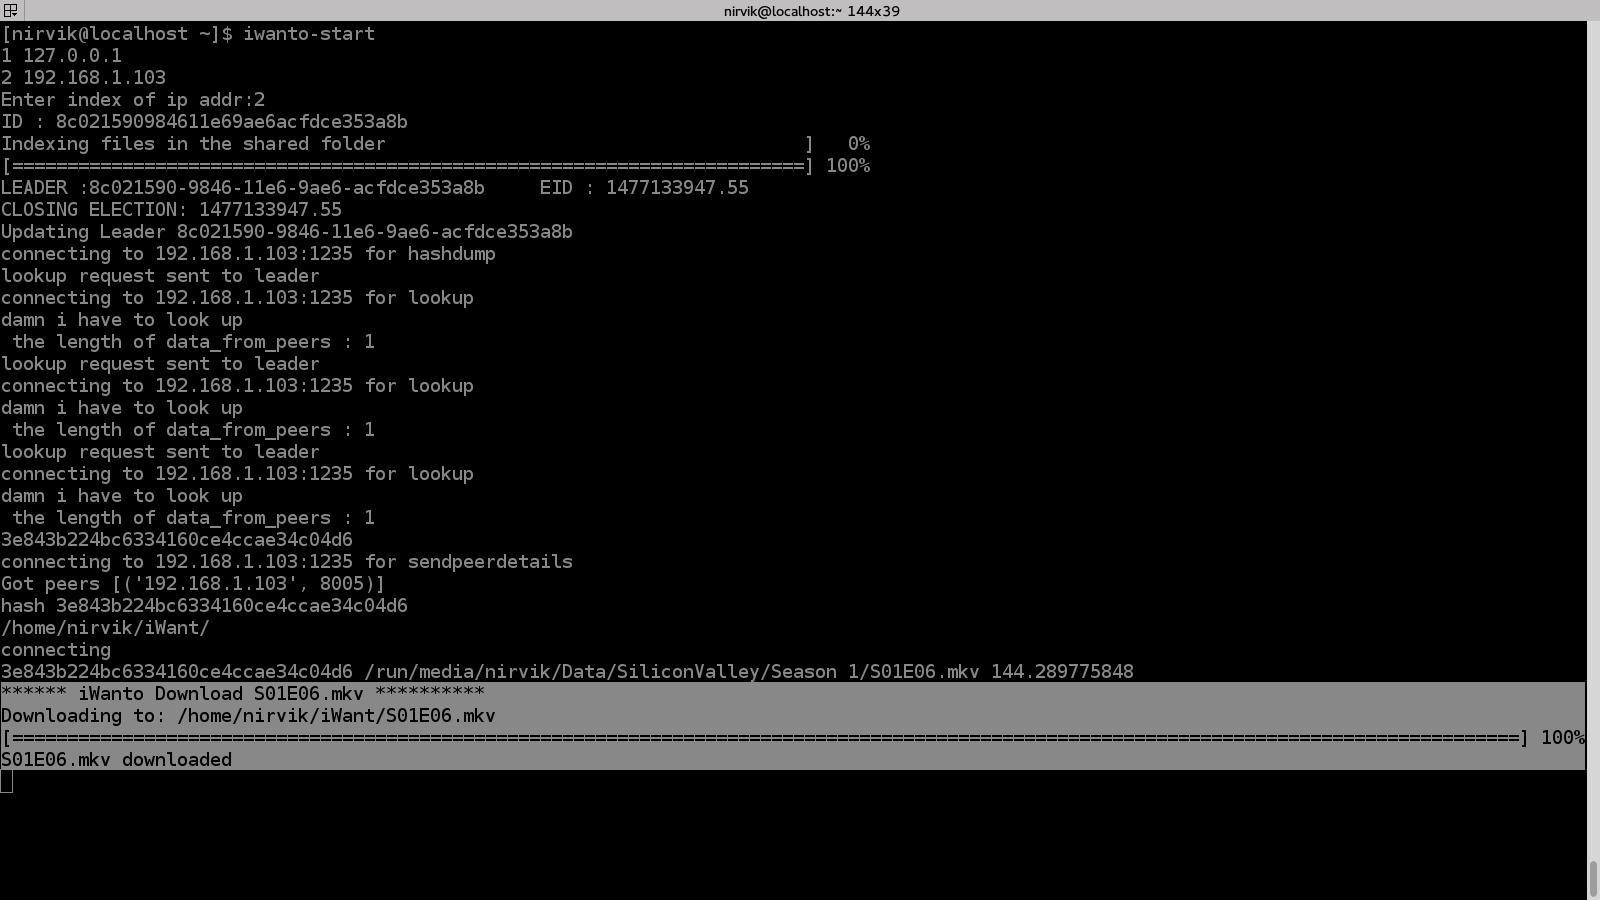 nirvik@localhost:~ 144x39
[nirvik@localhost ~]$ iwanto-start
1 127.0.0.1
2 192.168.1.103
Enter index of ip addr:2
ID : 8c021590984611e69ae6acfdce353a8b
Indexing files in the shared folder                                      ]   0%
[========================================================================] 100%
LEADER :8c021590-9846-11e6-9ae6-acfdce353a8b     EID : 1477133947.55
CLOSING ELECTION: 1477133947.55
Updating Leader 8c021590-9846-11e6-9ae6-acfdce353a8b
connecting to 192.168.1.103:1235 for hashdump
lookup request sent to leader
connecting to 192.168.1.103:1235 for lookup
damn i have to look up
 the length of data_from_peers : 1
lookup request sent to leader
connecting to 192.168.1.103:1235 for lookup
damn i have to look up
 the length of data_from_peers : 1
lookup request sent to leader
connecting to 192.168.1.103:1235 for lookup
damn i have to look up
 the length of data_from_peers : 1
3e843b224bc6334160ce4ccae34c04d6
connecting to 192.168.1.103:1235 for sendpeerdetails
Got peers [('192.168.1.103', 8005)]
hash 3e843b224bc6334160ce4ccae34c04d6
/home/nirvik/iWant/
connecting
3e843b224bc6334160ce4ccae34c04d6 /run/media/nirvik/Data/SiliconValley/Season 1/S01E06.mkv 144.289775848
****** iWanto Download S01E06.mkv **********
Downloading to: /home/nirvik/iWant/S01E06.mkv
[=========================================================================================================================================] 100%
S01E06.mkv downloaded